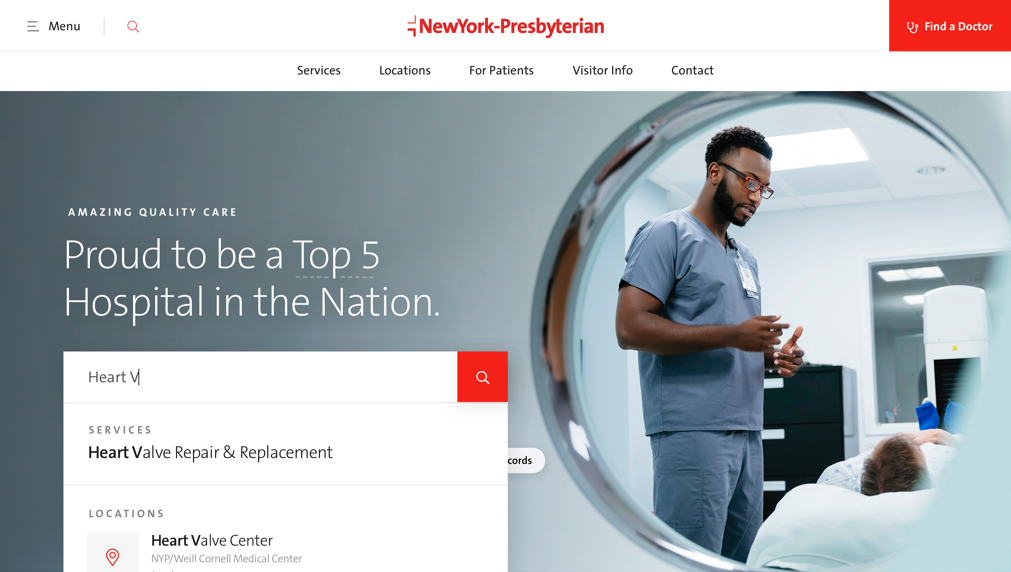 Menu
NewYork-Presbyterian
Find a Doctor
Services
Locations
For Patients
Visitor Info
Contact
AMAZING QUALITY CARE
Proud to be a Top 5
Hospital in the Nation.
Heart V
SERVICES
Heart Valve Repair & Replacement
cords
LOCATIONS
Heart Valve Center
NYP/Weill Cornell Medical Center